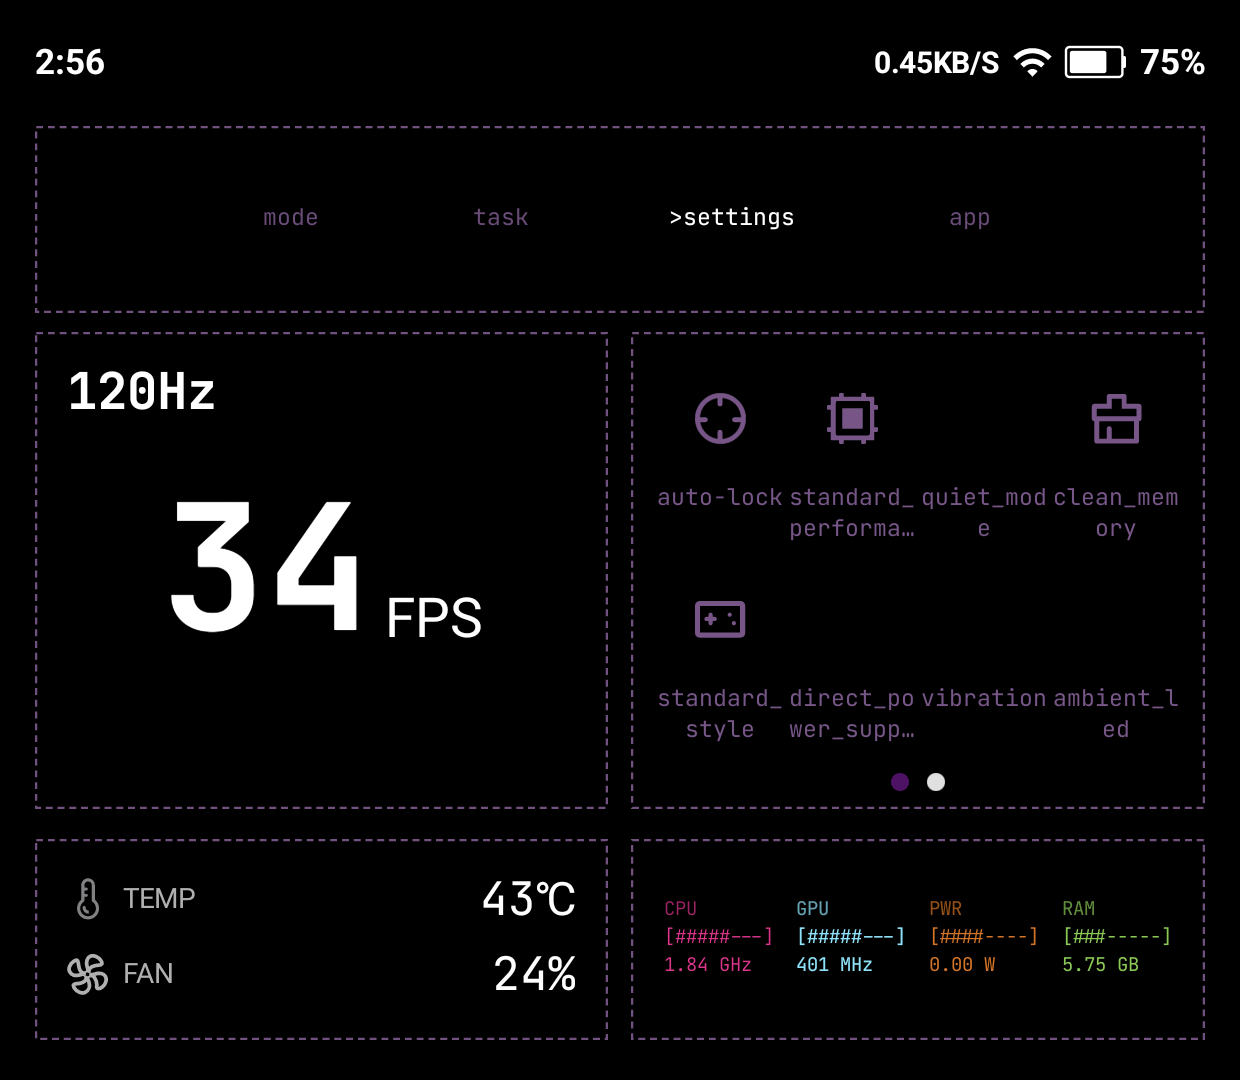 2:56 0.45KB/S 75%
mode task >settings app
120Hz
34 FPS
auto-lock standard_ quiet_mod clean_mem
performa… e ory
standard_ direct_po vibration ambient_l
style wer_supp… ed
TEMP 43℃
FAN 24%
CPU GPU PWR RAM
[#####---] [#####---] [####----] [###-----]
1.84 GHz 401 MHz 0.00 W 5.75 GB